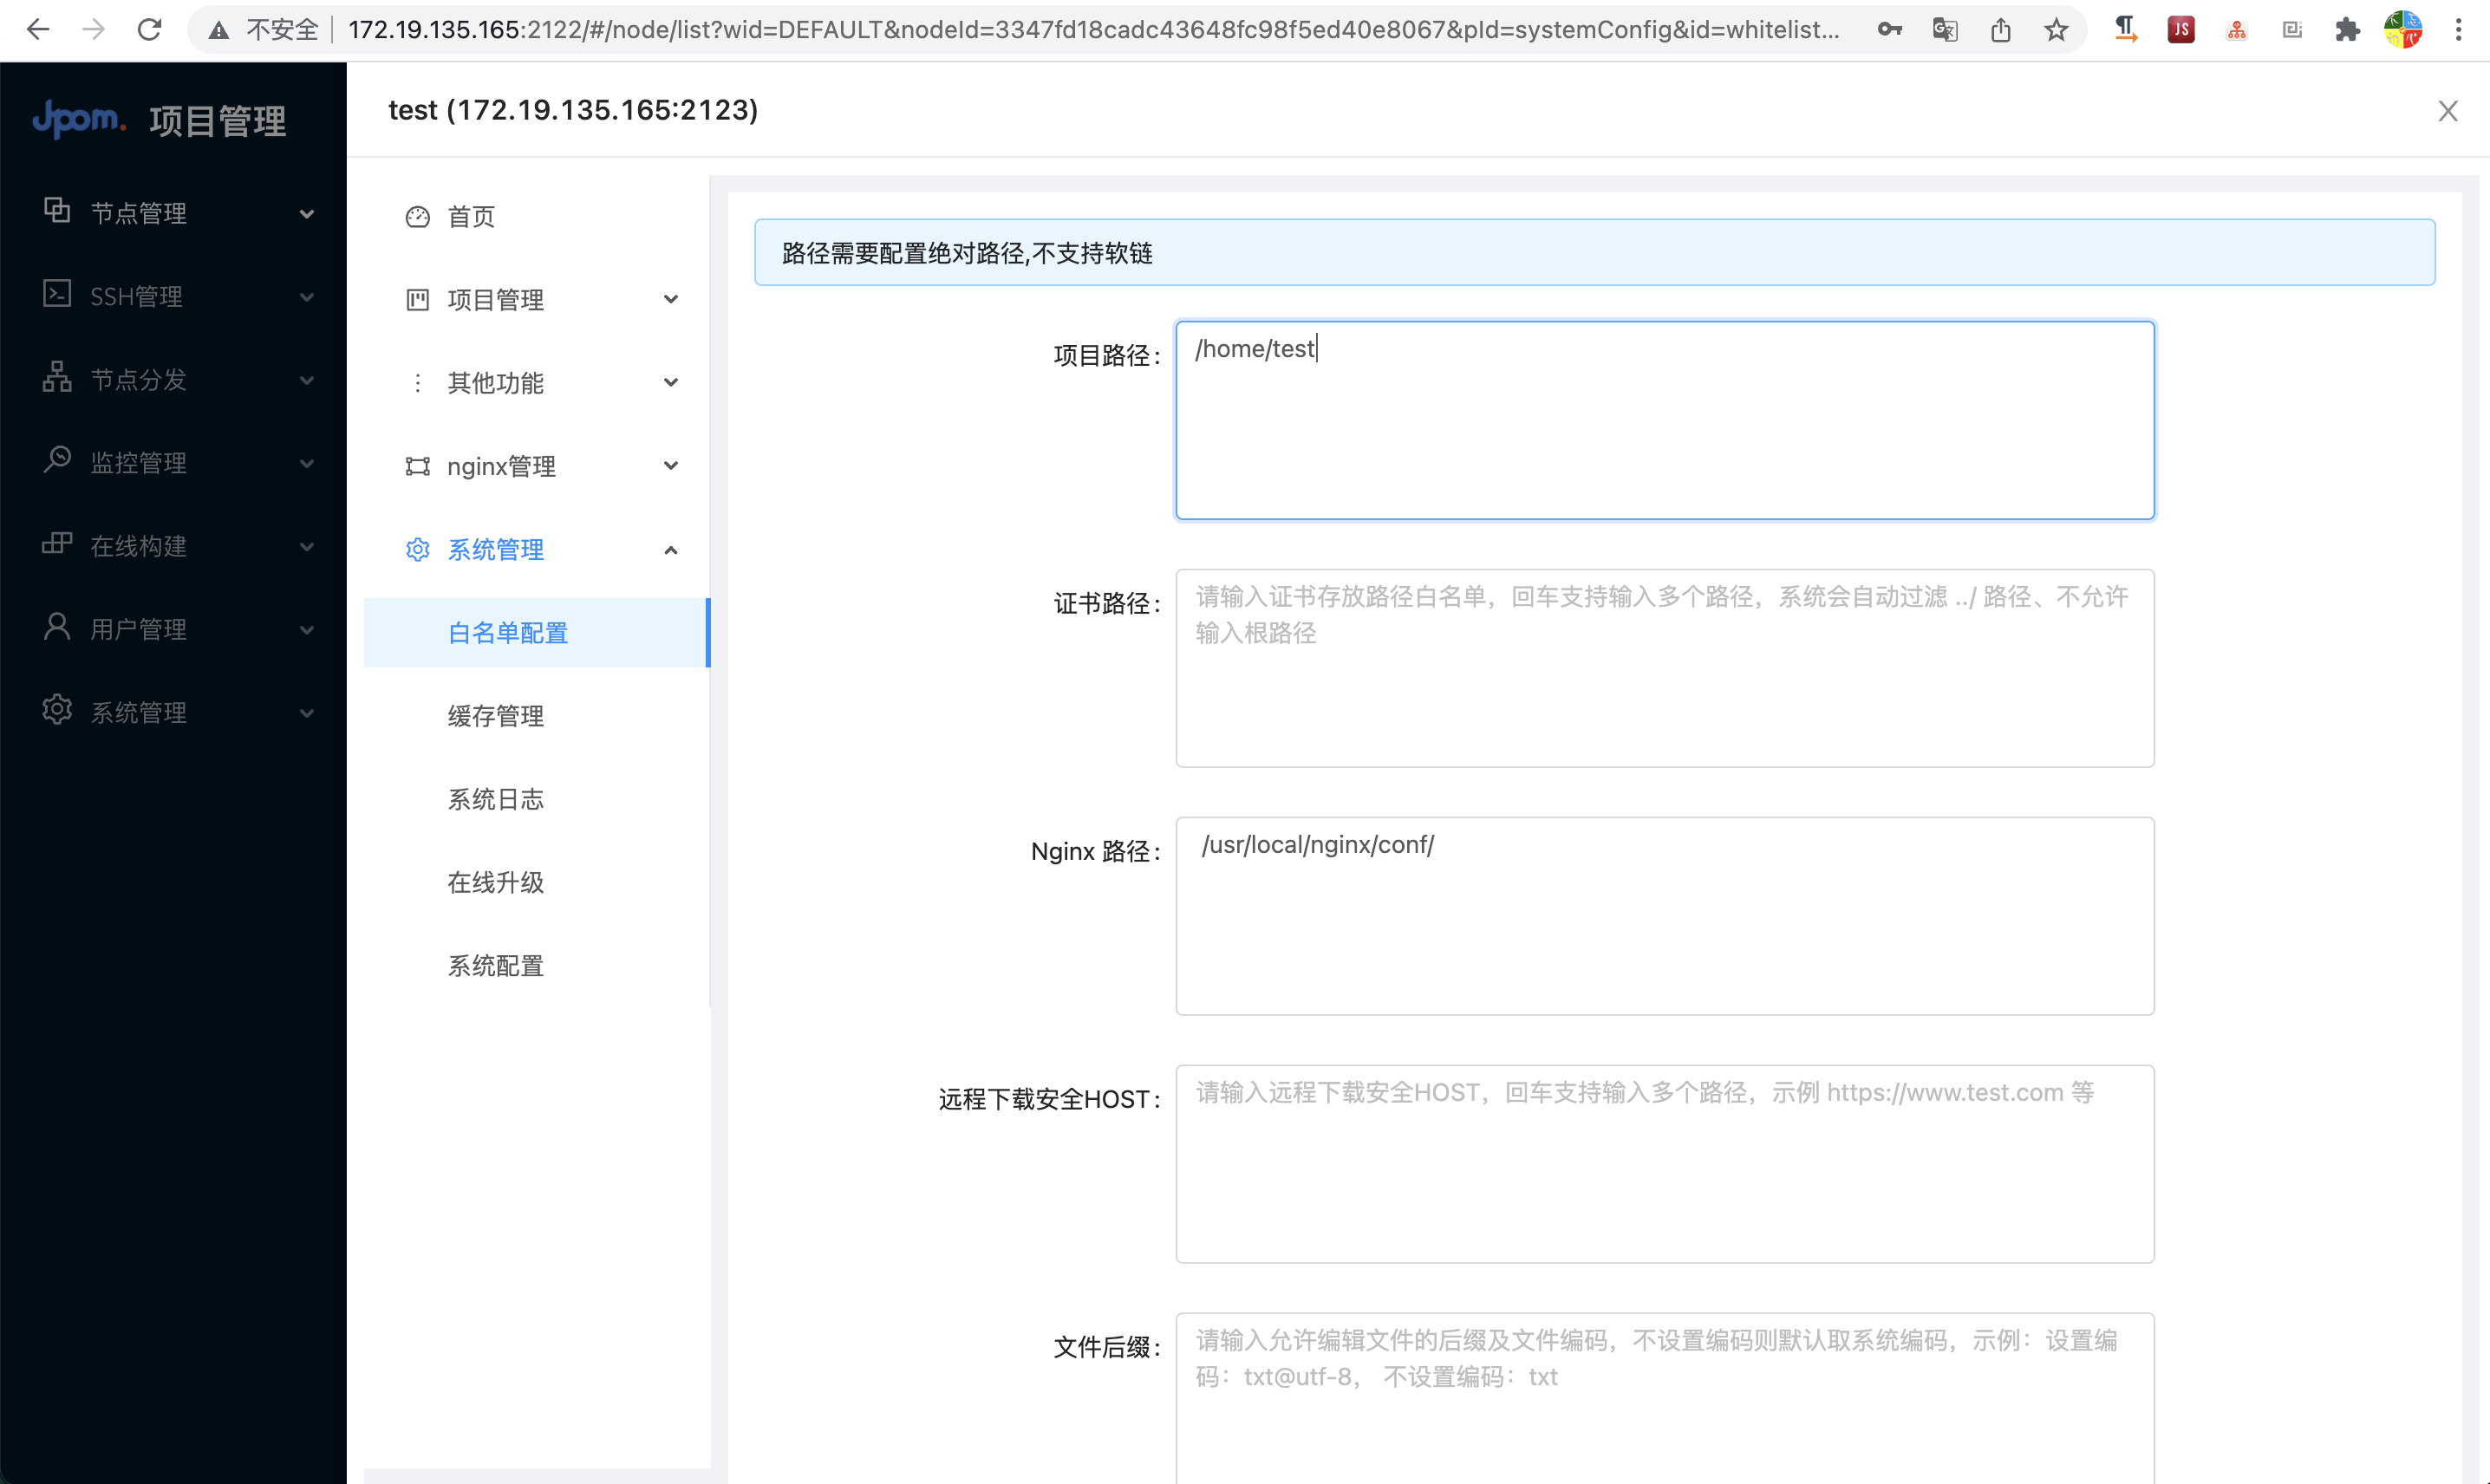 不安全 172.19.135.165:2122/#/node/list?wid=DEFAULT&nodeId=3347fd18cadc43648fc98f5ed40e8067&pId=systemConfig&id=whitelist...
JS
Jpom. 项目管理
节点管理
SSH管理
节点分发
监控管理
在线构建
用户管理
系统管理
test (172.19.135.165:2123)
首页
项目管理
其他功能
nginx管理
系统管理
白名单配置
缓存管理
系统日志
在线升级
系统配置
路径需要配置绝对路径,不支持软链
项目路径:
/home/test
证书路径:
请输入证书存放路径白名单，回车支持输入多个路径，系统会自动过滤 ../ 路径、不允许
输入根路径
Nginx 路径:
/usr/local/nginx/conf/
远程下载安全HOST:
请输入远程下载安全HOST，回车支持输入多个路径，示例 https://www.test.com 等
文件后缀:
请输入允许编辑文件的后缀及文件编码，不设置编码则默认取系统编码，示例：设置编
码：txt@utf-8， 不设置编码：txt